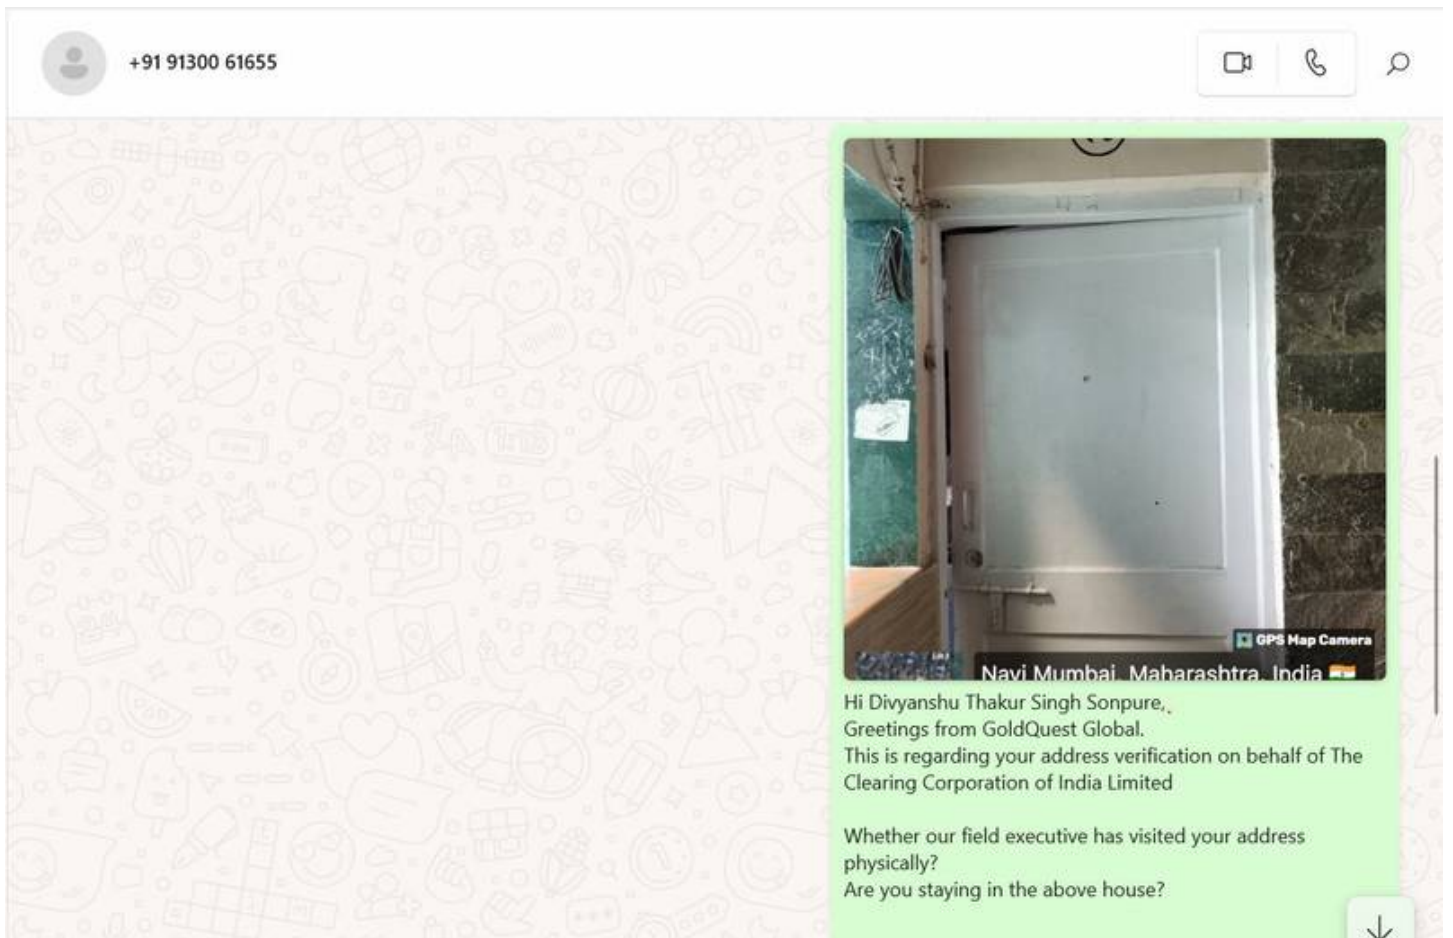 +91 91300 61655
GPS Map Camera
Navi Mumbai, Maharashtra, India
Hi Divyanshu Thakur Singh Sonpure,.
Greetings from GoldQuest Global.
This is regarding your address verification on behalf of The
Clearing Corporation of India Limited
Whether our field executive has visited your address
physically?
Are you staying in the above house?